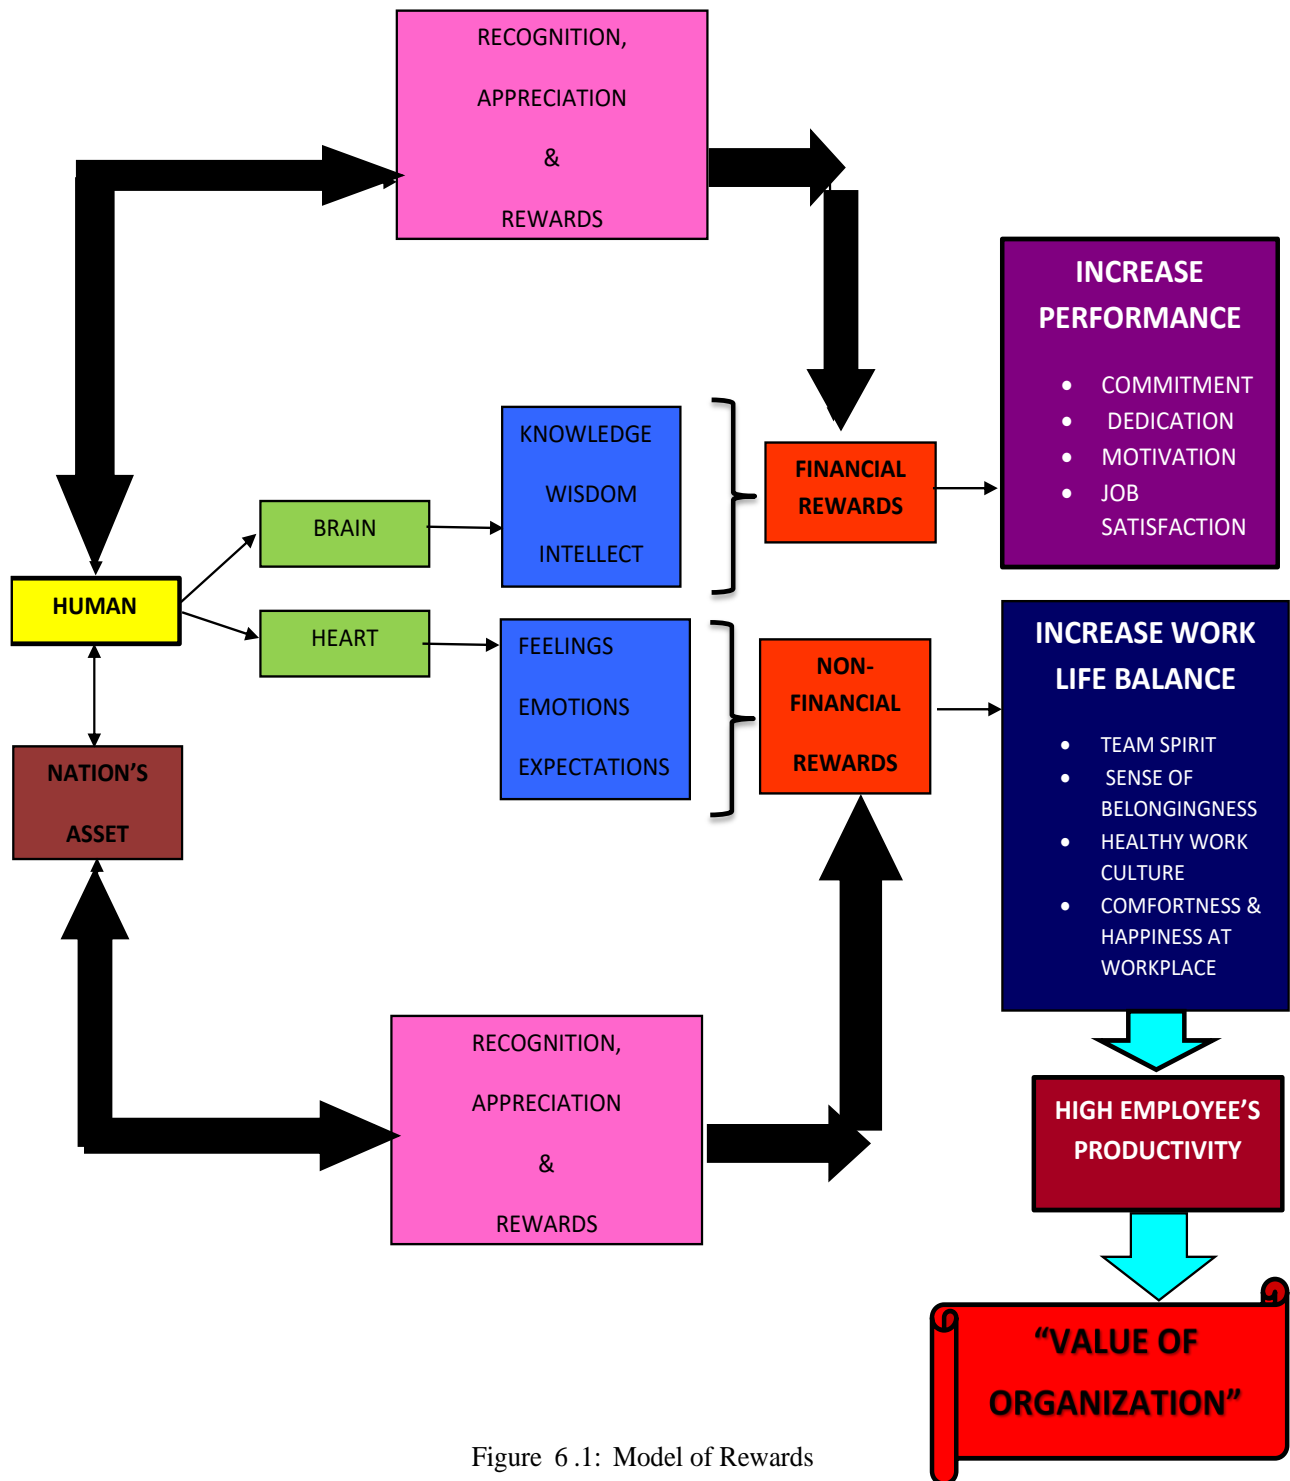 RECOGNITION,
APPRECIATION
&
REWARDS
INCREASE
PERFORMANCE
• COMMITMENT
• DEDICATION
• MOTIVATION
• JOB
SATISFACTION
KNOWLEDGE
WISDOM
INTELLECT
FINANCIAL
REWARDS
BRAIN
HUMAN
HEART
FEELINGS
EMOTIONS
EXPECTATIONS
NON-
FINANCIAL
REWARDS
INCREASE WORK
LIFE BALANCE
• TEAM SPIRIT
• SENSE OF
BELONGINGNESS
• HEALTHY WORK
CULTURE
• COMFORTNESS &
HAPPINESS AT
WORKPLACE
NATION’S
ASSET
RECOGNITION,
APPRECIATION
&
REWARDS
HIGH EMPLOYEE’S
PRODUCTIVITY
“VALUE OF
ORGANIZATION”
Figure 6 .1: Model of Rewards